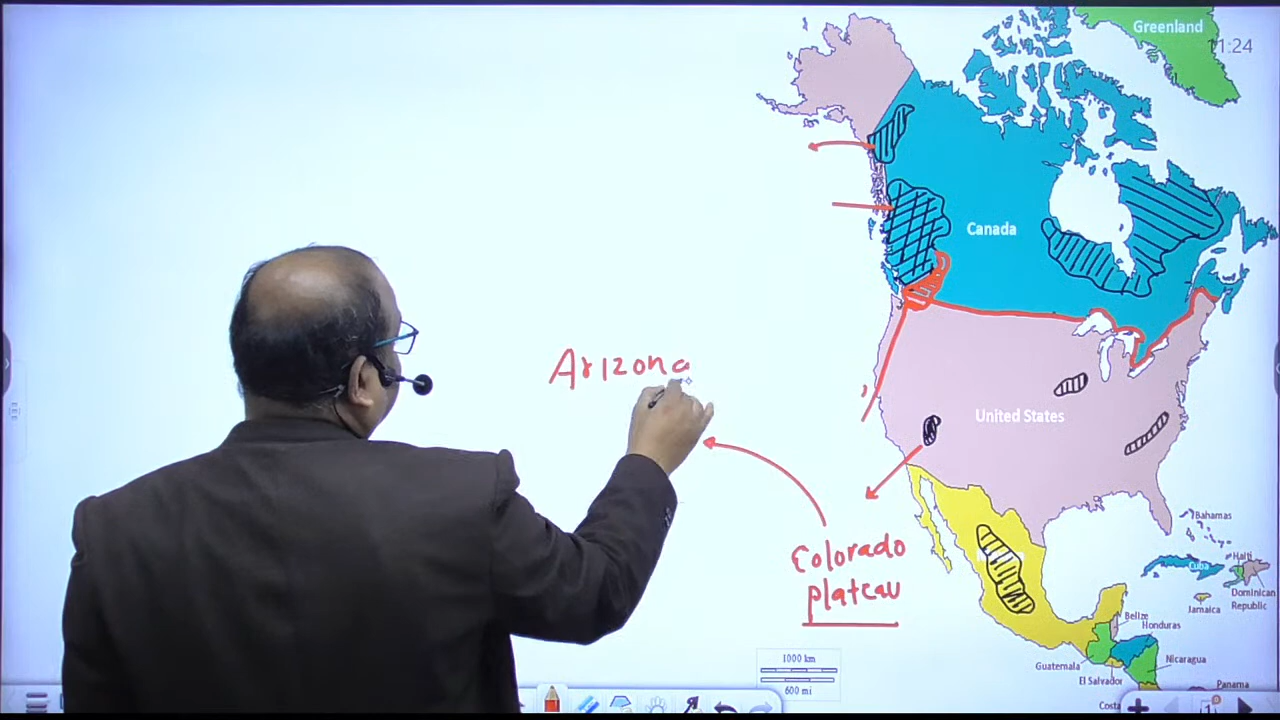 Greenland
11:24
Canada
Arizona
United States
Colorado
plateau
Bahamas
Cuba
Haiti
Dominican
Republic
Jamaica
Belize
Honduras
Guatemala
Nicaragua
El Salvador
Panama
Costa
1000 km
600 mi